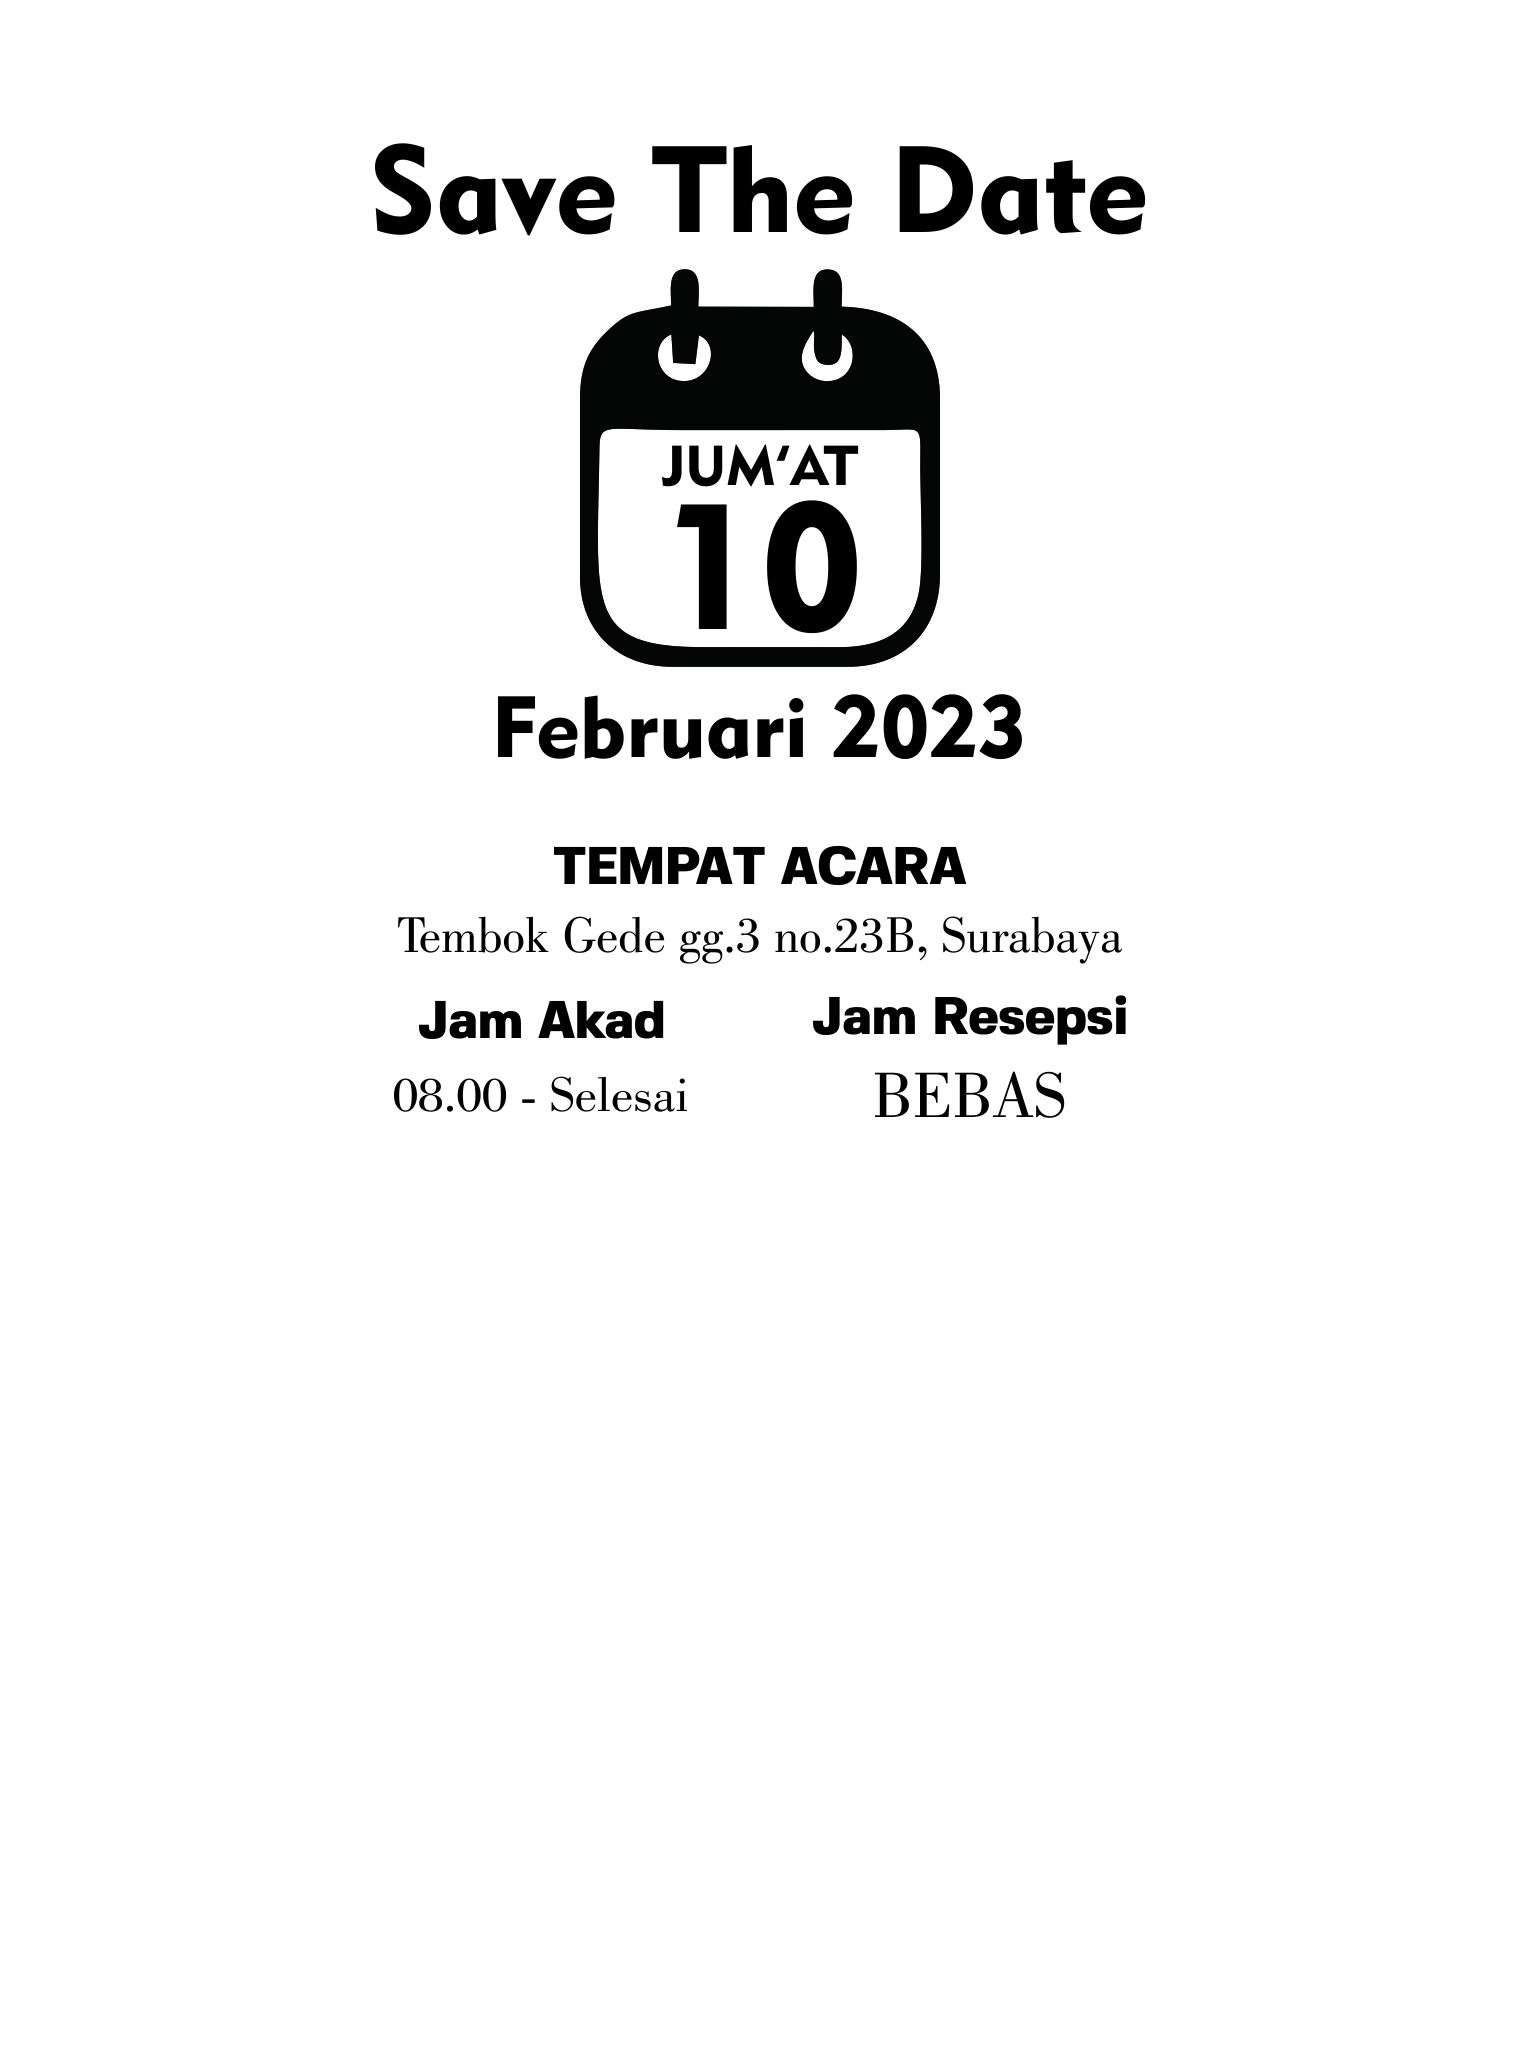 Save The Date
JUM'AT
10
Februari 2023
TEMPAT ACARA
Tembok Gede gg.3 no.23B, Surabaya
Jam Akad
08.00 - Selesai
Jam Resepsi
BEBAS